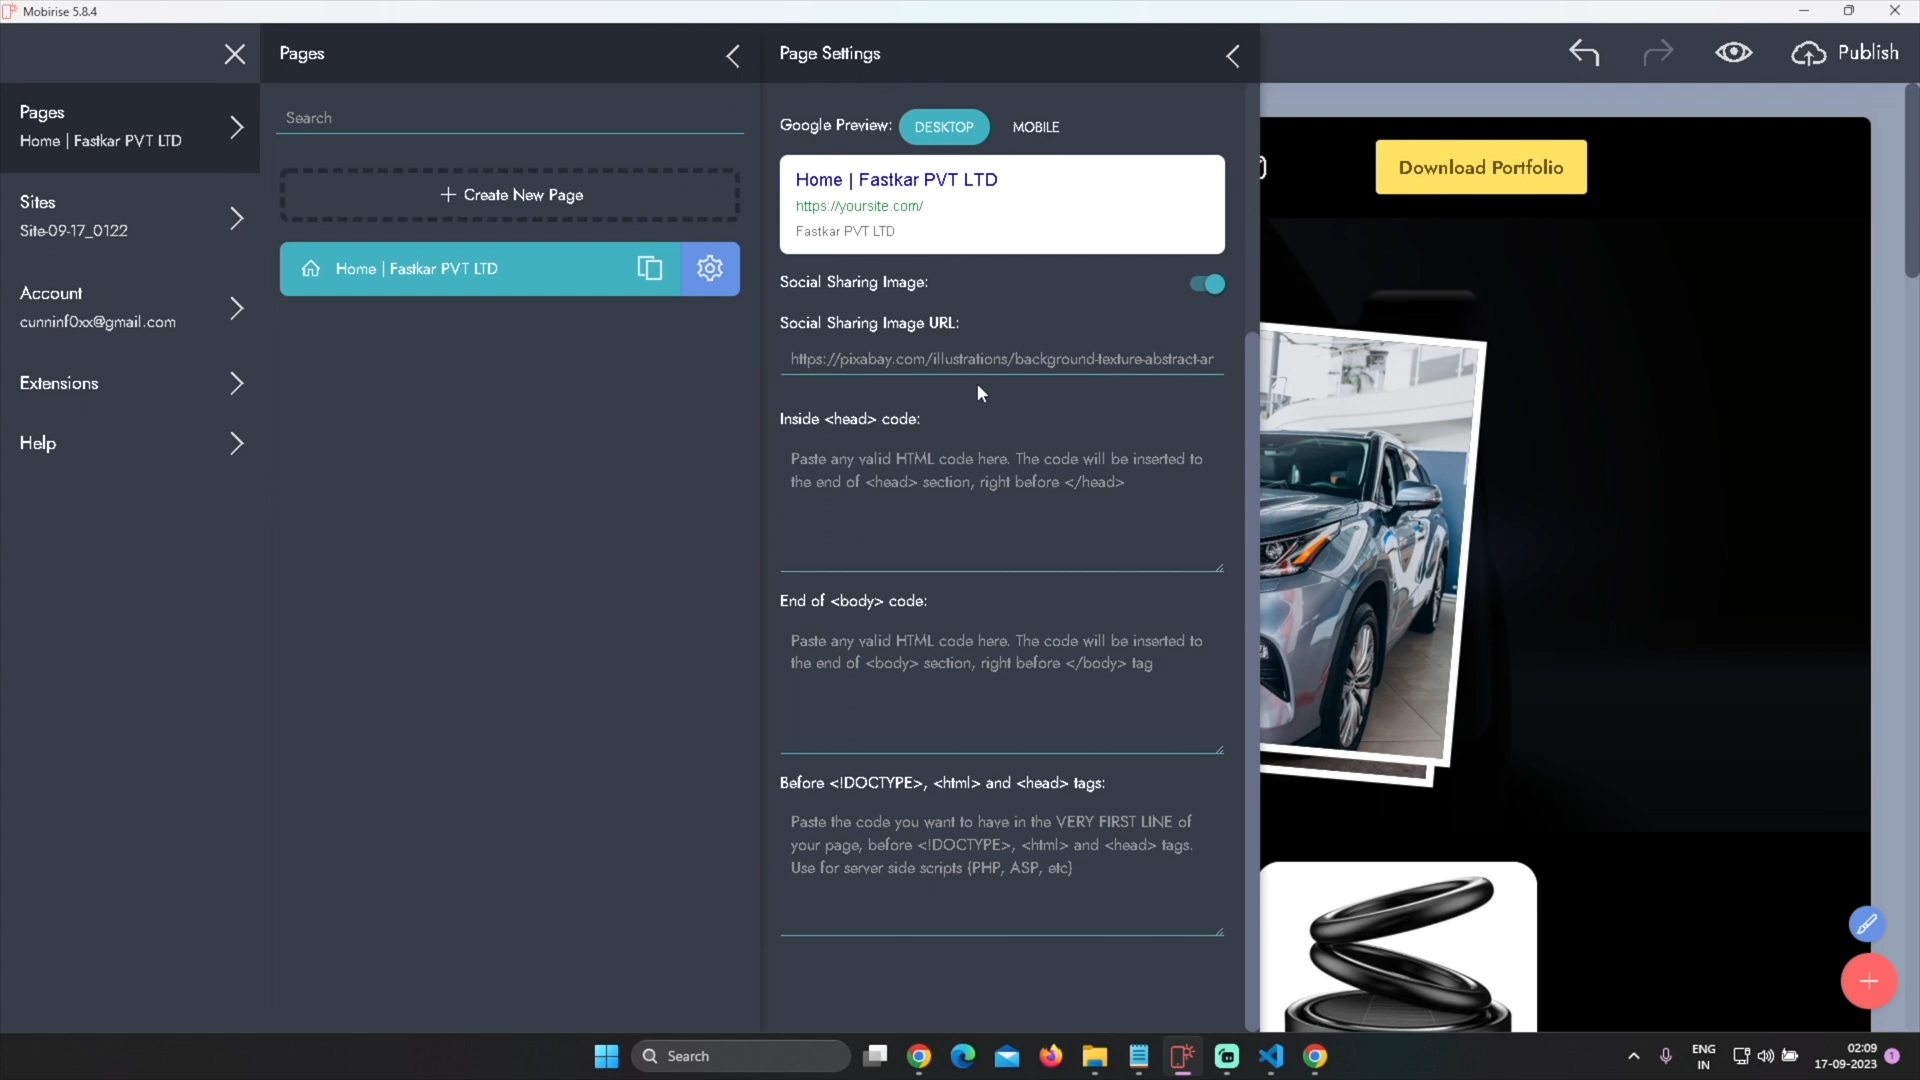 Mobirise 5.8.4
Pages
Page Settings
Publish
Pages
Home | Fastkar PVT LTD
Sites
Site-09-17_0122
Account
cunninf0xx@gmail.com
Extensions
Help
Search
+ Create New Page
Home | Fastkar PVT LTD
Google Preview: DESKTOP MOBILE
Home | Fastkar PVT LTD
https://yoursite.com/
Fastkar PVT LTD
Social Sharing Image:
Social Sharing Image URL:
https://pixabay.com/illustrations/background-texture-abstract-ar
Inside <head> code:
Paste any valid HTML code here. The code will be inserted to
the end of <head> section, right before </head>
End of <body> code:
Paste any valid HTML code here. The code will be inserted to
the end of <body> section, right before </body> tag
Before <!DOCTYPE>, <html> and <head> tags:
Paste the code you want to have in the VERY FIRST LINE of
your page, before <!DOCTYPE>, <html> and <head> tags.
Use for server side scripts (PHP, ASP, etc)
Download Portfolio
Search
ENG
IN
02:09
17-09-2023
1